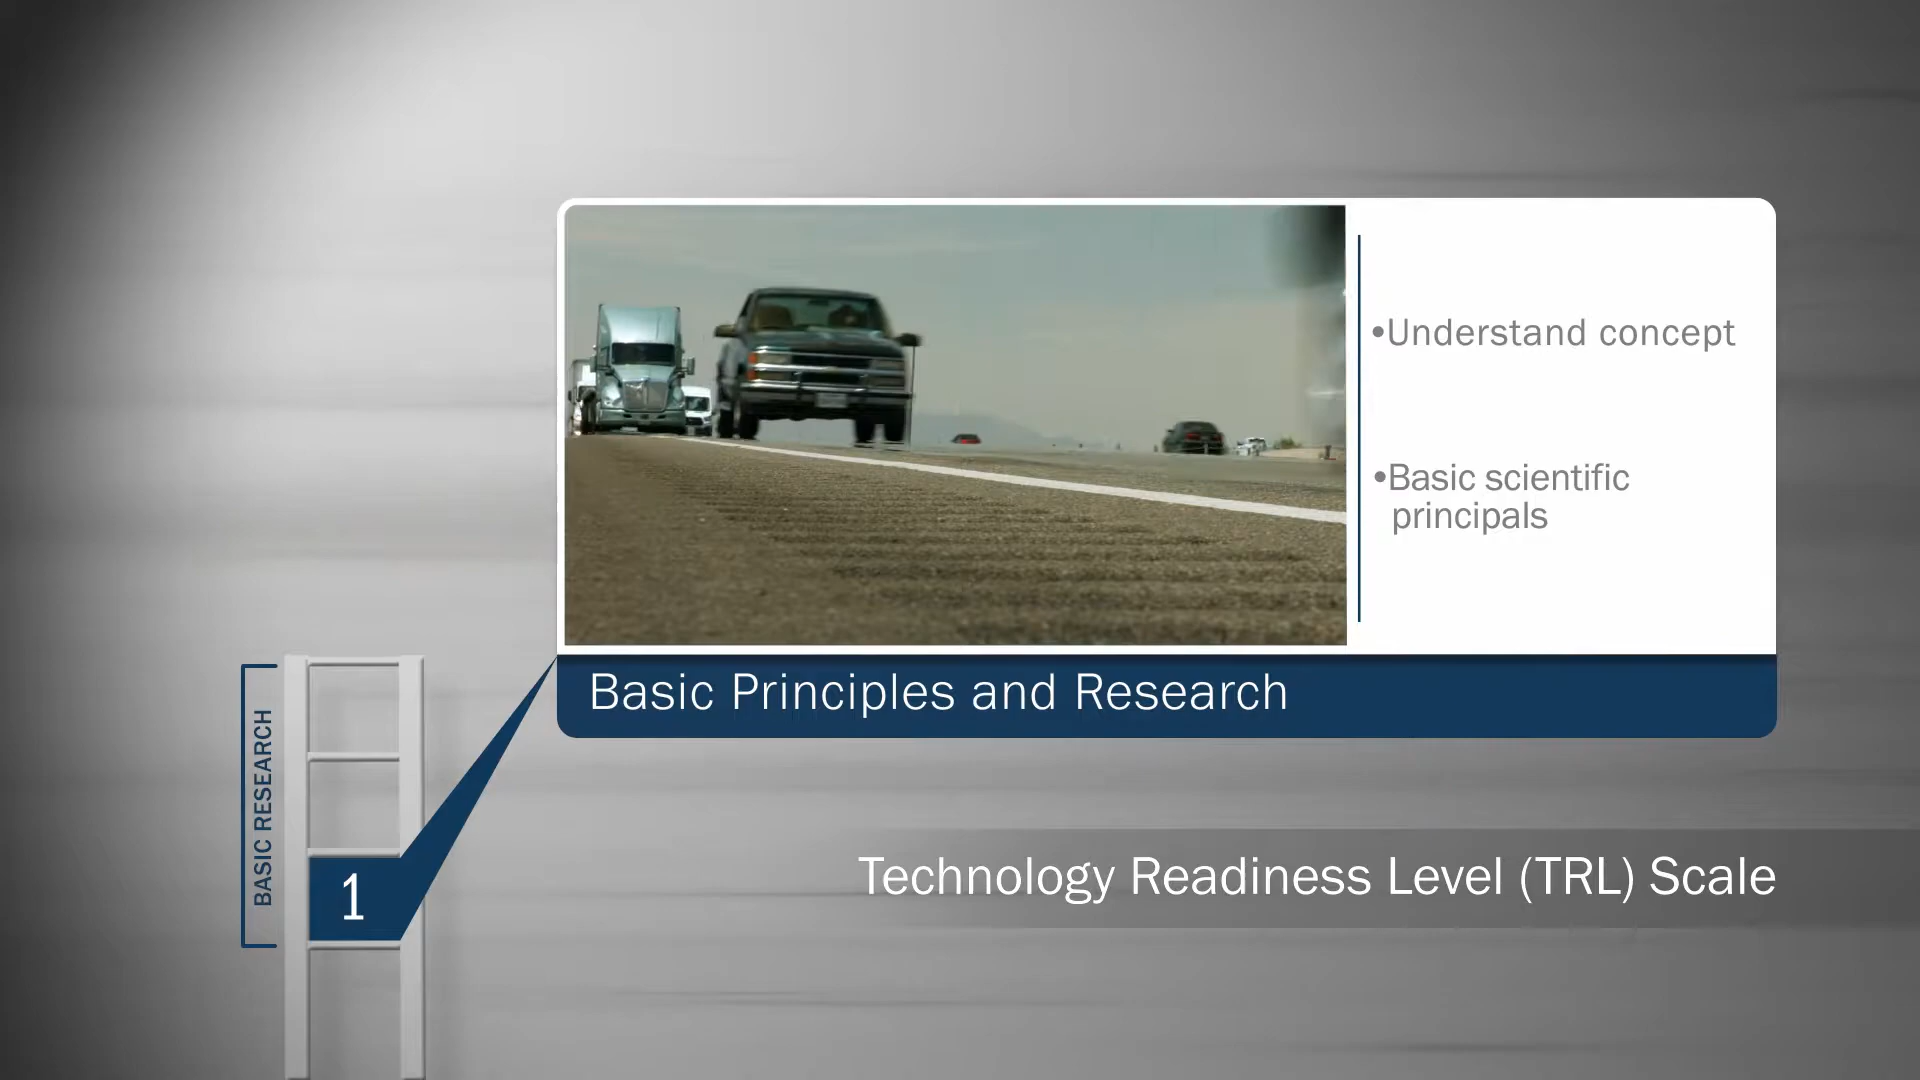 •Understand concept
•Basic scientific
principals
Basic Principles and Research
BASIC RESEARCH
1
Technology Readiness Level (TRL) Scale